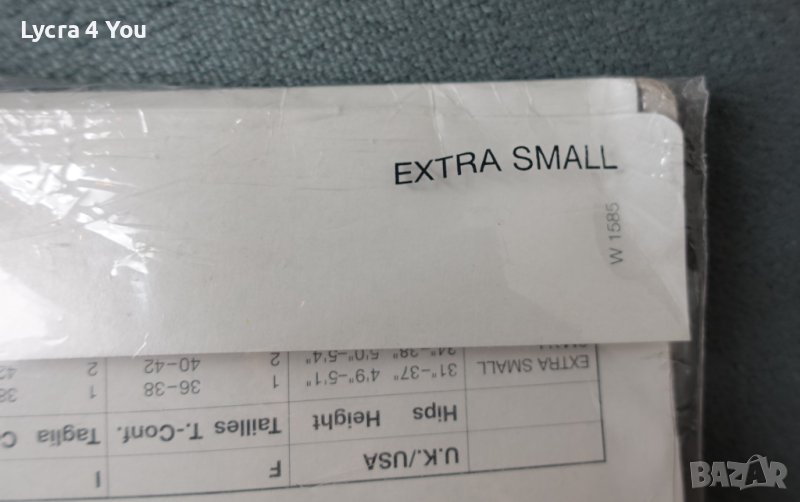 Lycra 4 You
EXTRA SMALL
W 1585
U.K./USA F I
Hips Height Tailles T.-Conf. Taglia
EXTRA SMALL 31"–37" 4'9"–5'1" 1 36–38 1
34"–38" 5'0"–5'4" 2 40–42 2
BAZAR